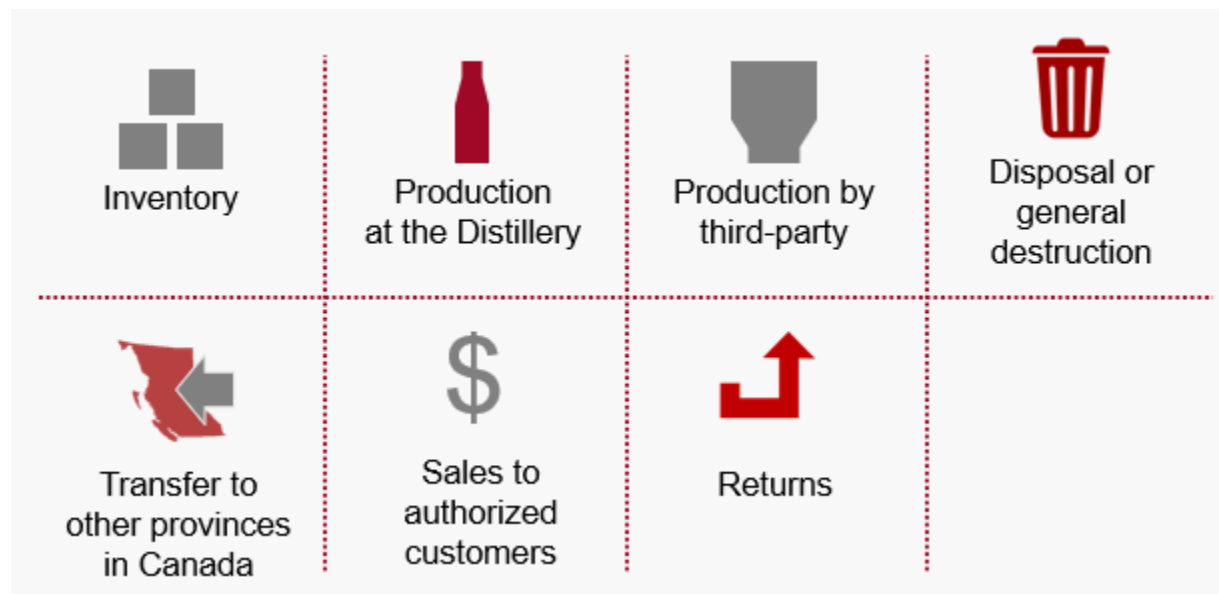 Inventory
Production
at the Distillery
Production by
third-party
Disposal or
general
destruction
Transfer to
other provinces
in Canada
$
Sales to
authorized
customers
Returns